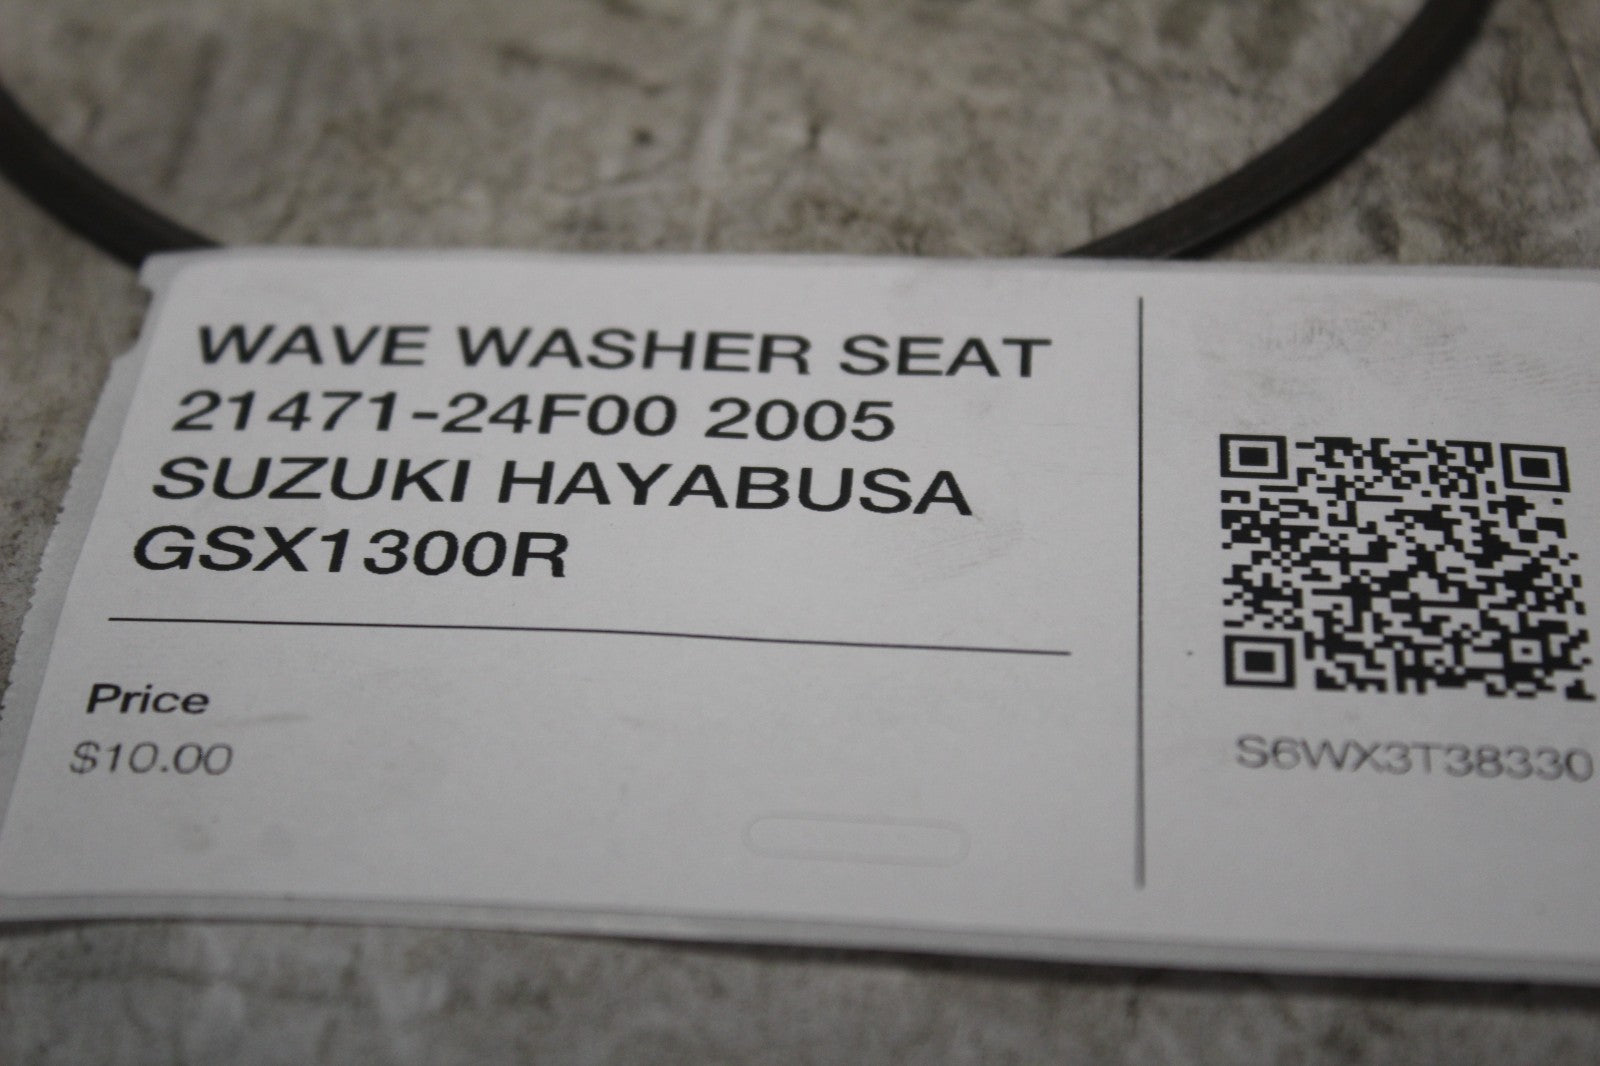 WAVE WASHER SEAT
21471-24F00 2005
SUZUKI HAYABUSA
GSX1300R
Price
$10.00
S6WX3T38330